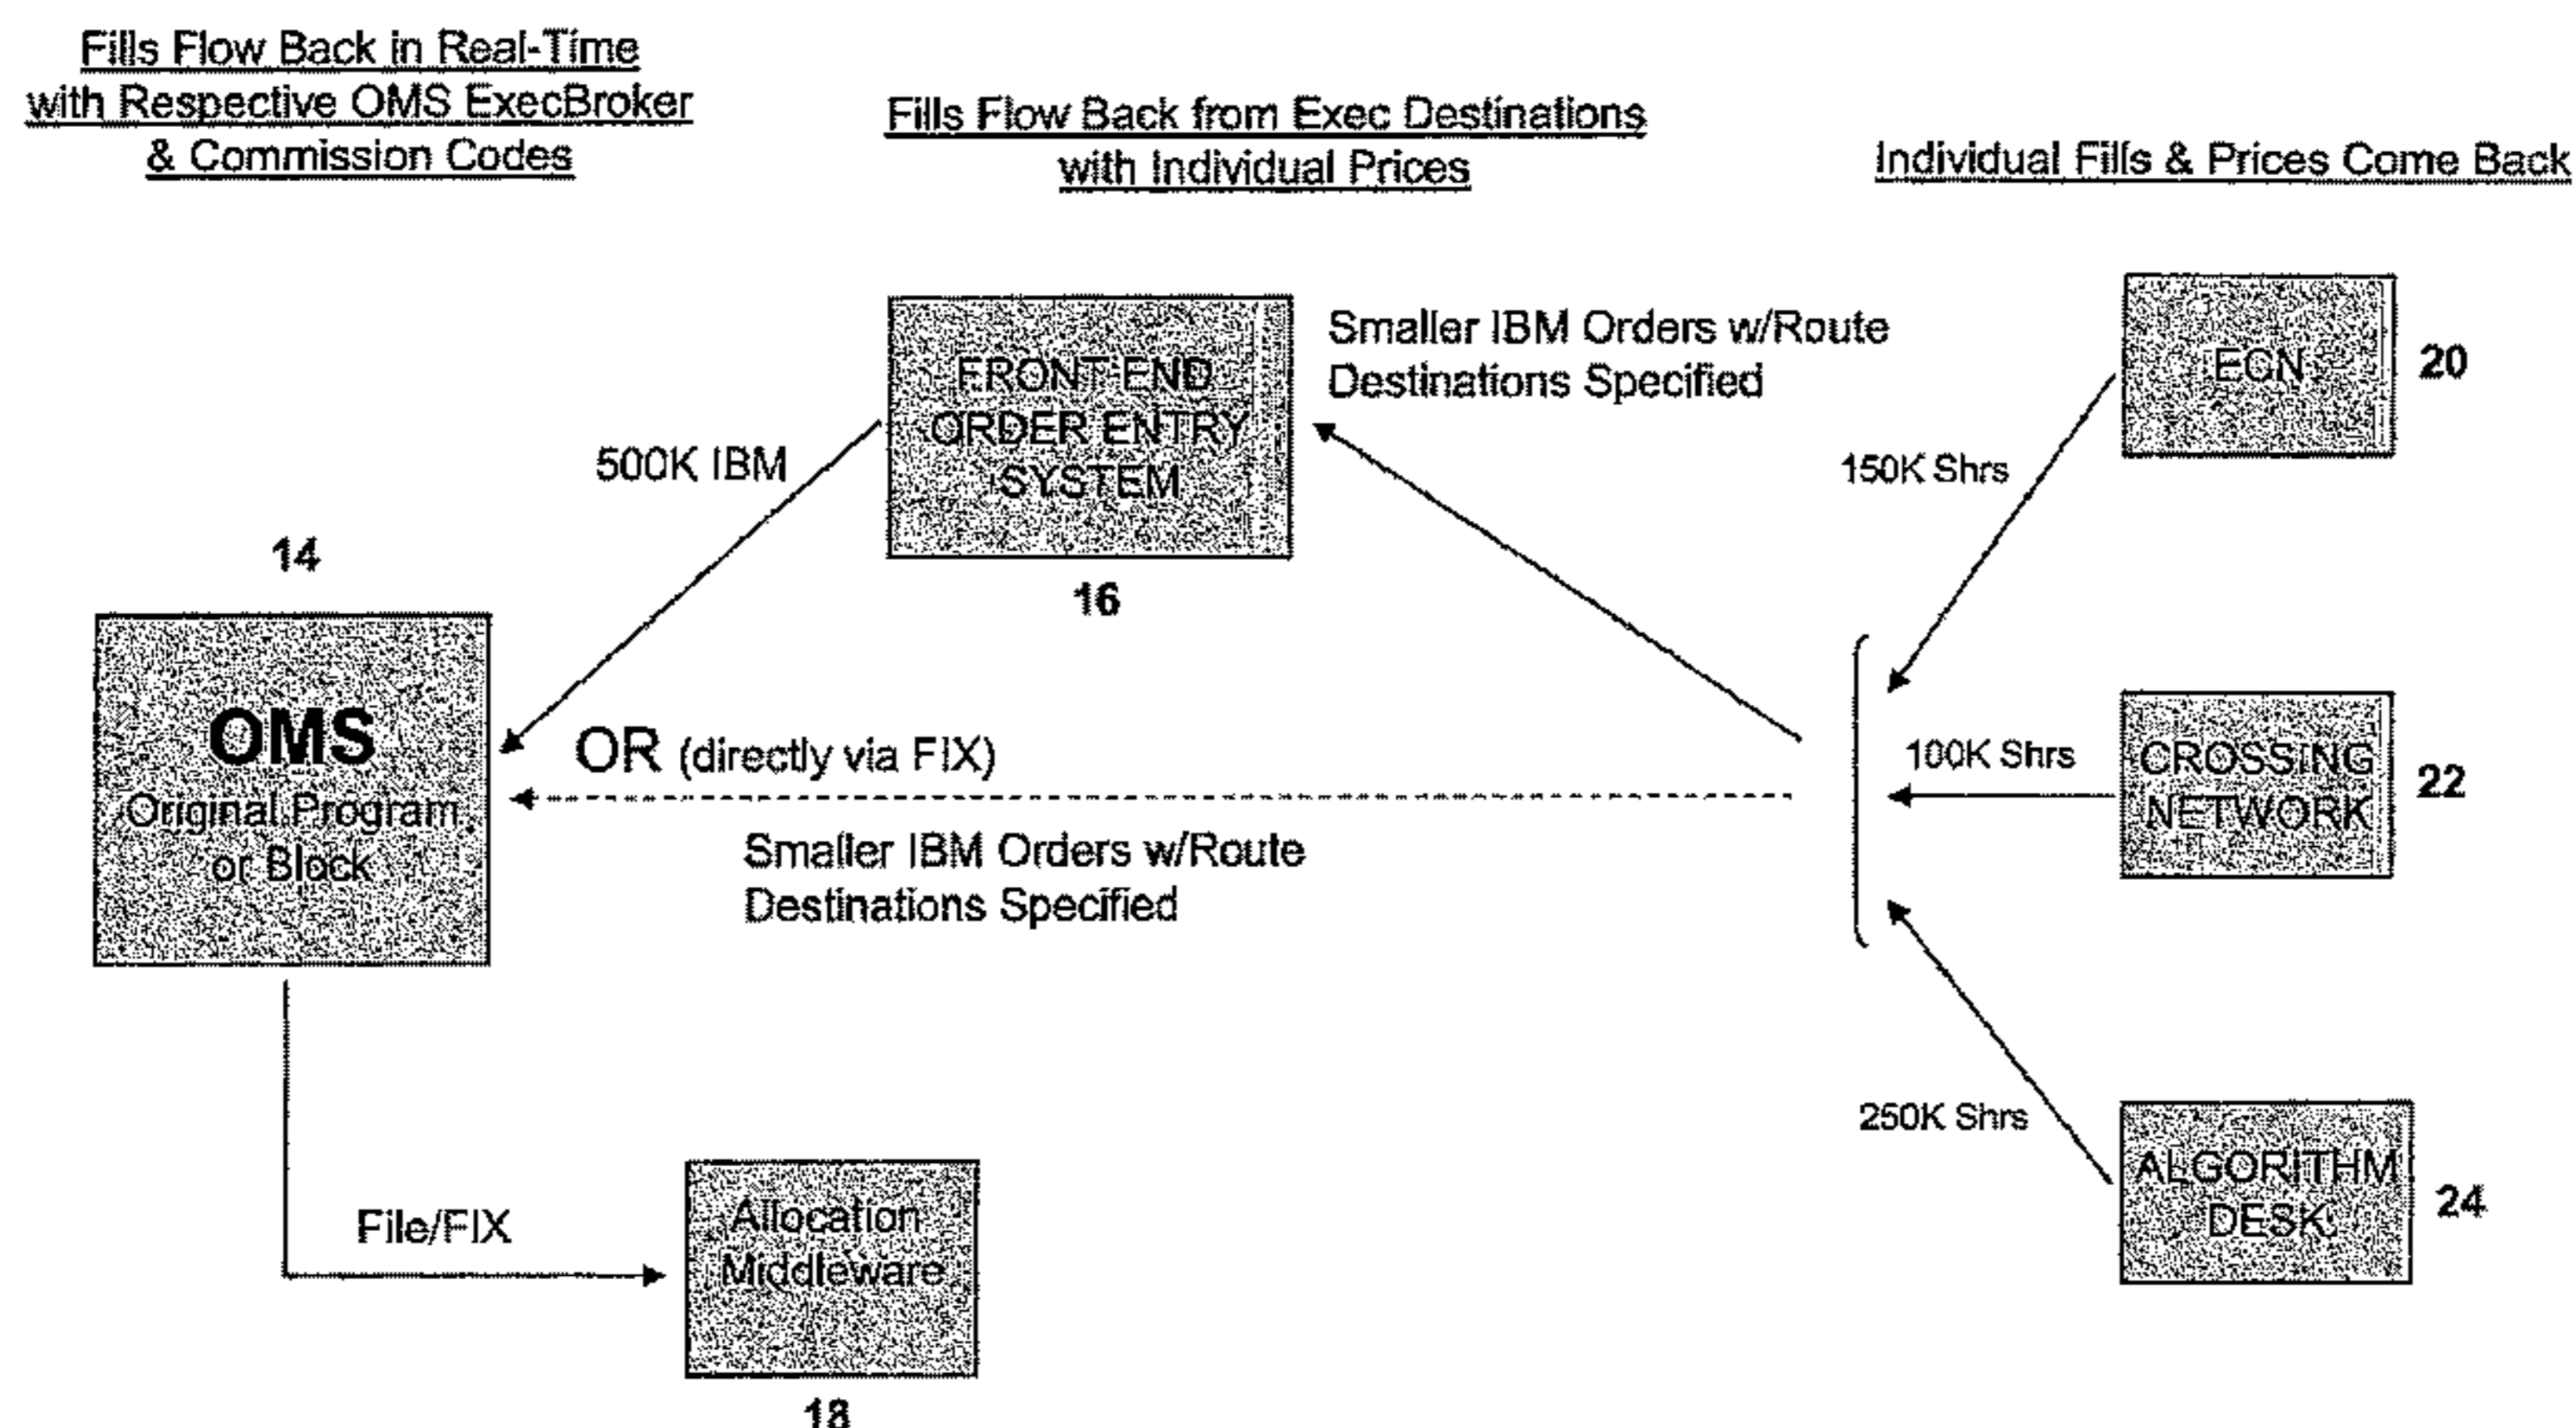 Fills Flow Back in Real-Time
with Respective OMS ExecBroker
& Commission Codes
Fills Flow Back from Exec Destinations
with Individual Prices
Individual Fills & Prices Come Back
FRONT END
ORDER ENTRY
SYSTEM
16
Smaller IBM Orders w/Route
Destinations Specified
ECN
20
150K Shrs
500K IBM
14
OMS
Original Program
or Block
OR (directly via FIX)
Smaller IBM Orders w/Route
Destinations Specified
100K Shrs
CROSSING
NETWORK
22
250K Shrs
ALGORITHM
DESK
24
File/FIX
Allocation
Middleware
18